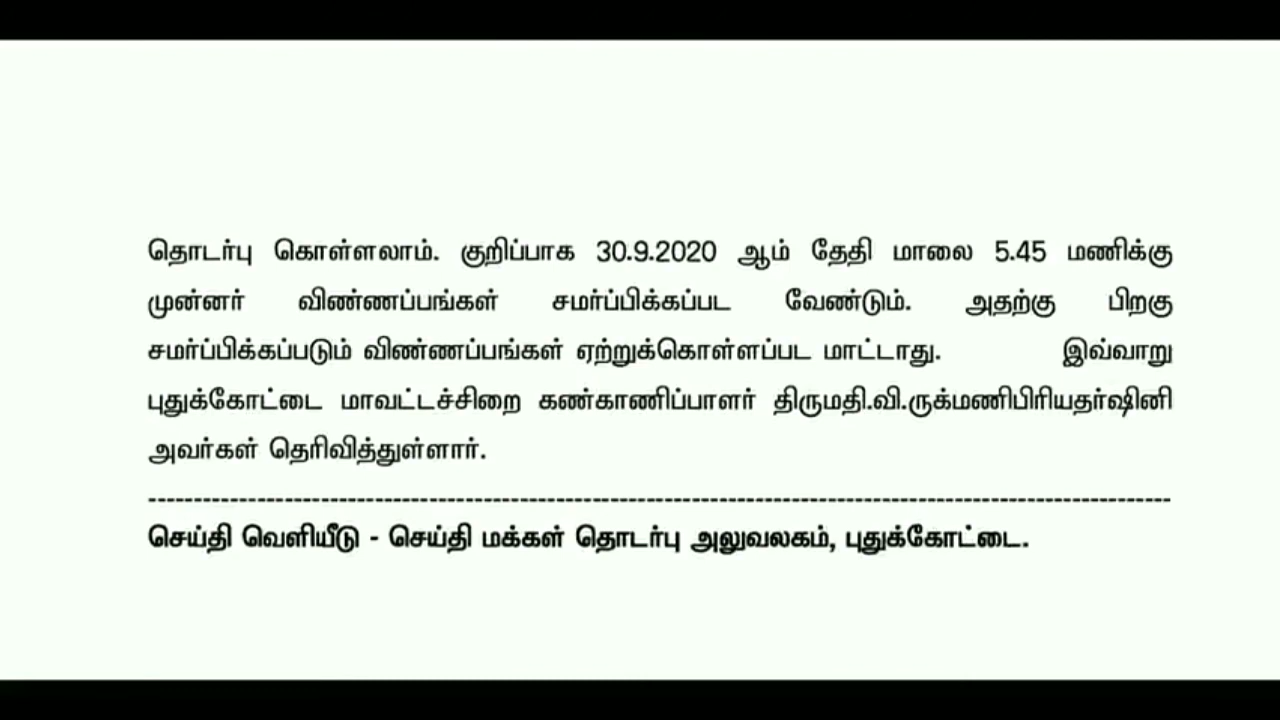 தொடர்பு கொள்ளலாம். குறிப்பாக 30.9.2020 ஆம் தேதி மாலை 5.45 மணிக்கு
முன்னர் விண்ணப்பங்கள் சமர்ப்பிக்கப்பட வேண்டும். அதற்கு பிறகு
சமர்ப்பிக்கப்படும் விண்ணப்பங்கள் ஏற்றுக்கொள்ளப்பட மாட்டாது. இவ்வாறு
புதுக்கோட்டை மாவட்டச்சிறை கண்காணிப்பாளர் திருமதி.வி.ருக்மணிபிரியதர்ஷினி
அவர்கள் தெரிவித்துள்ளார்.
--------------------------------------------------------------------------------
செய்தி வெளியீடு - செய்தி மக்கள் தொடர்பு அலுவலகம், புதுக்கோட்டை.